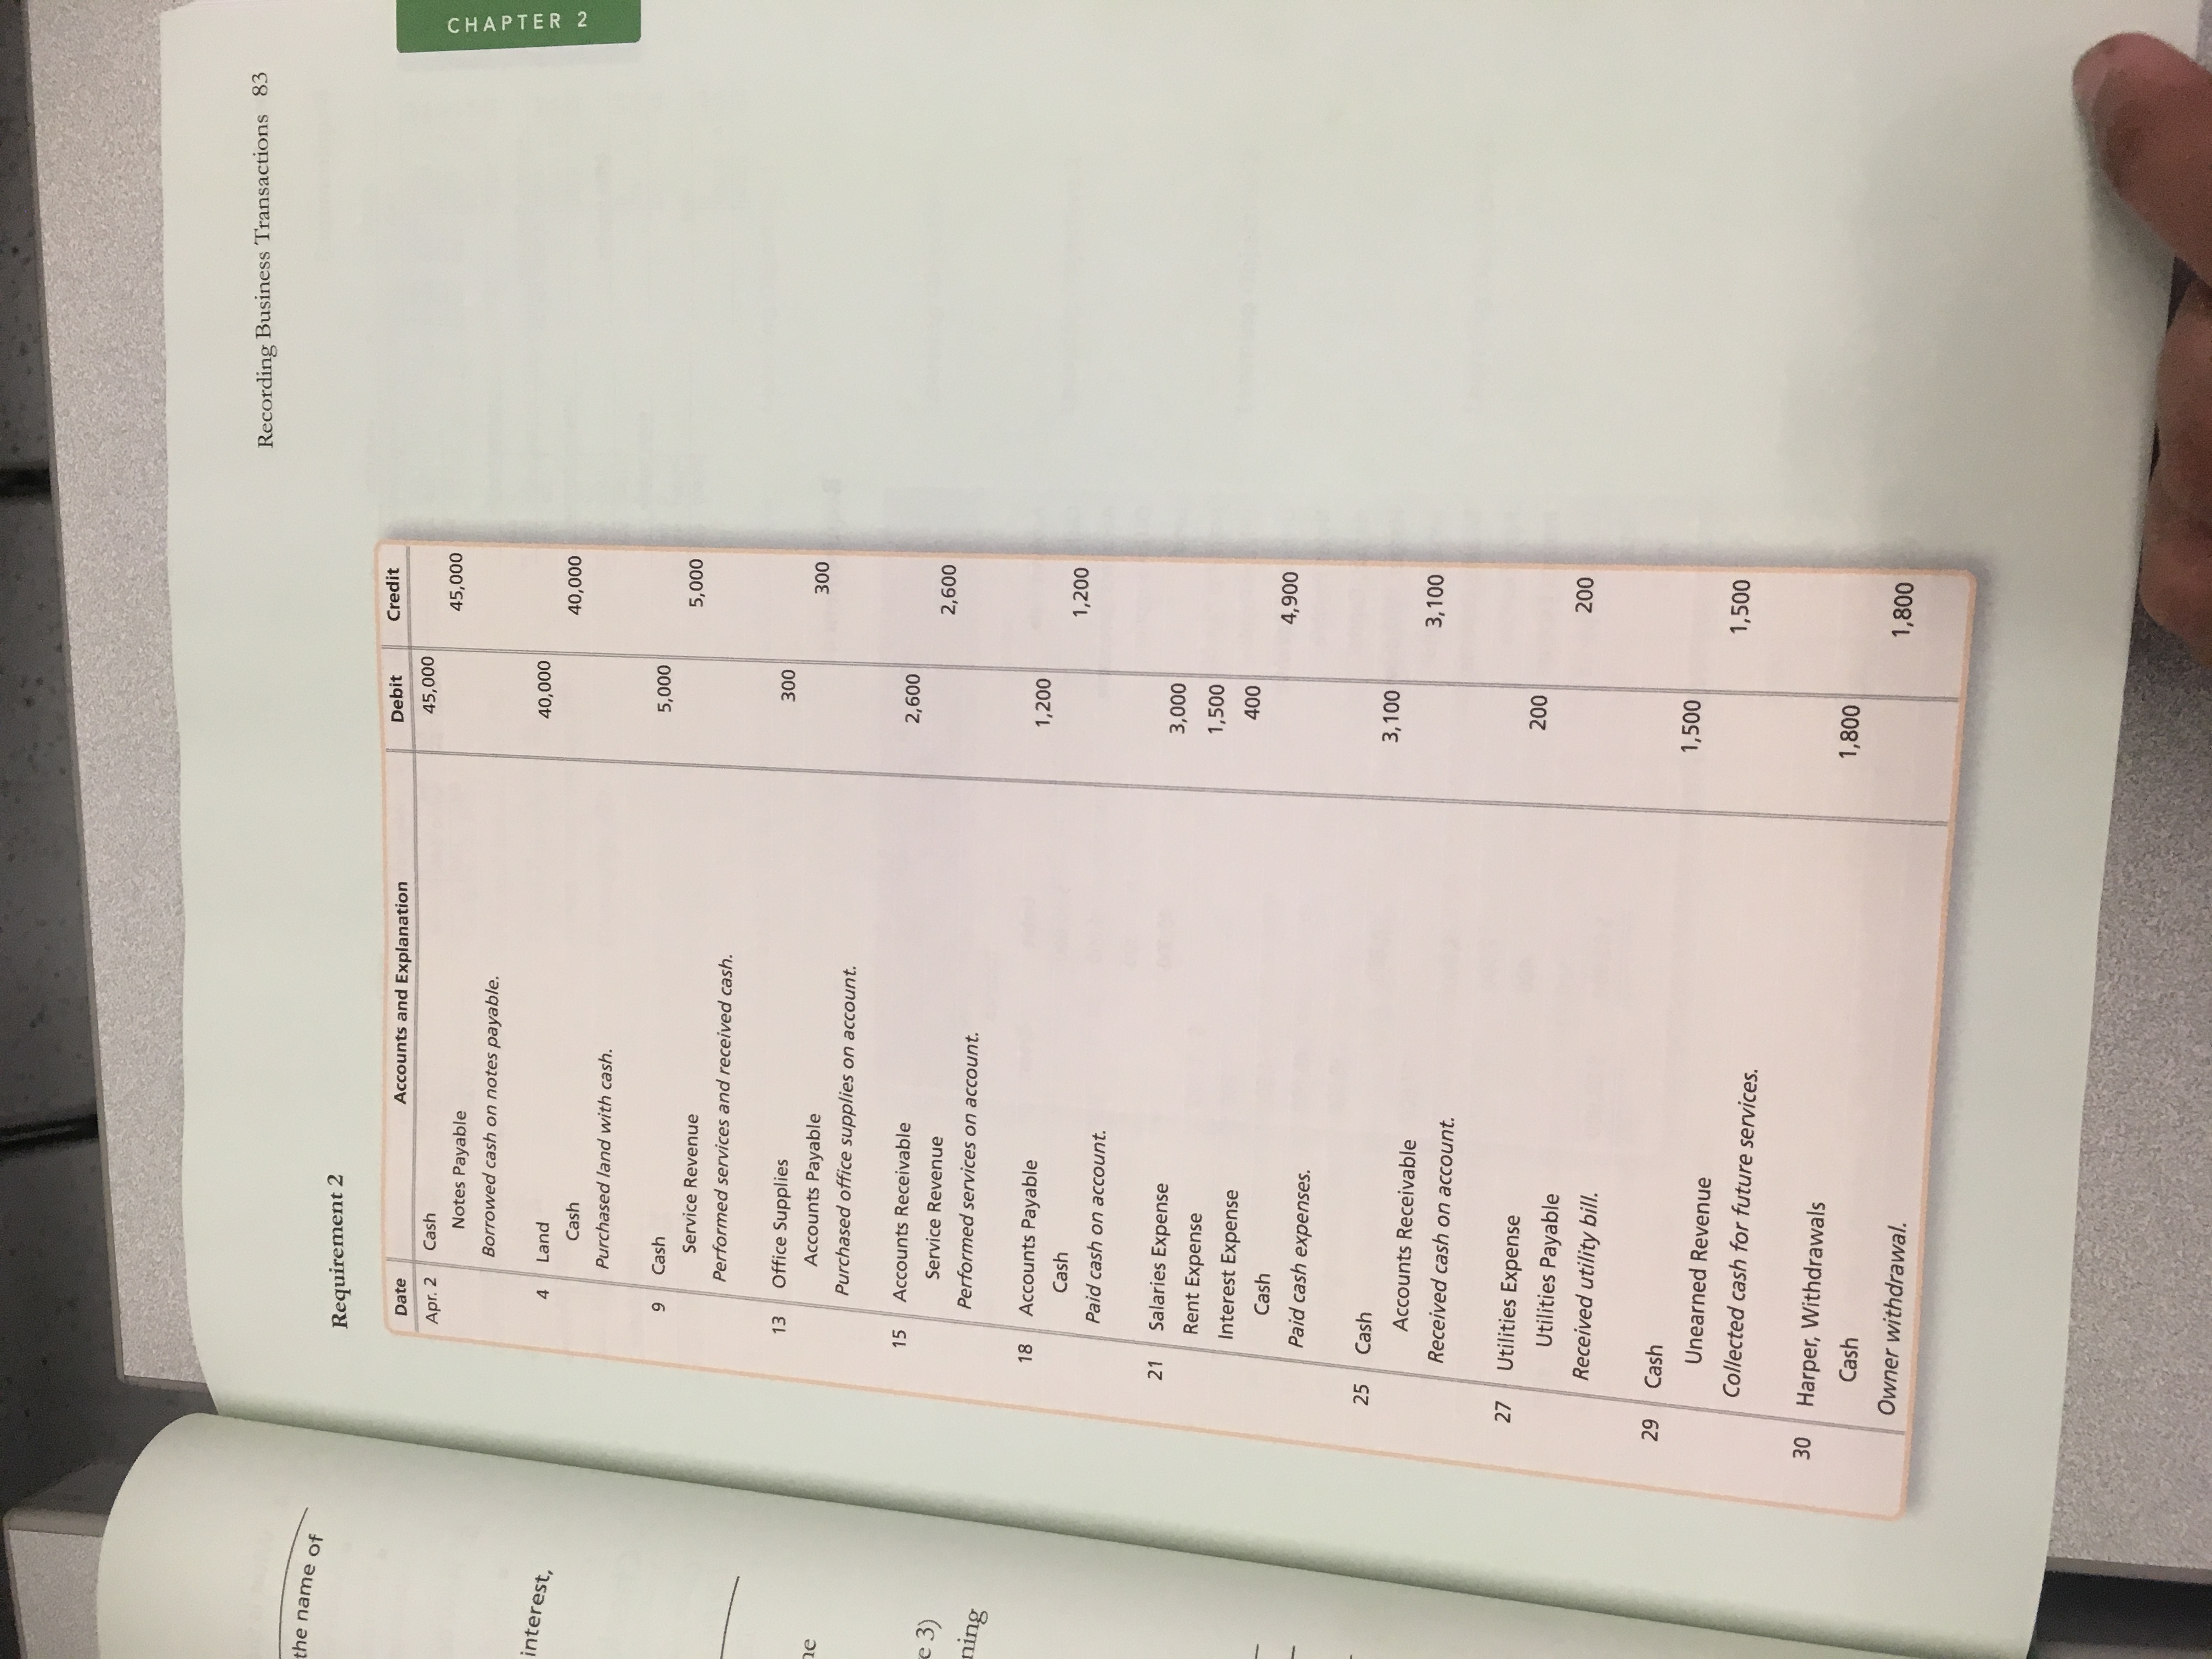 the name of
interest,
ne
e 3)
ning
Recording Business Transactions 83
CHAPTER 2
Requirement 2
Date Accounts and Explanation Debit Credit
Apr. 2 Cash 45,000
Notes Payable 45,000
Borrowed cash on notes payable.
4 Land 40,000
Cash 40,000
Purchased land with cash.
9 Cash 5,000
Service Revenue 5,000
Performed services and received cash.
13 Office Supplies 300
Accounts Payable 300
Purchased office supplies on account.
15 Accounts Receivable 2,600
Service Revenue 2,600
Performed services on account.
18 Accounts Payable 1,200
Cash 1,200
Paid cash on account.
21 Salaries Expense 3,000
Rent Expense 1,500
Interest Expense 400
Cash 4,900
Paid cash expenses.
25 Cash 3,100
Accounts Receivable 3,100
Received cash on account.
27 Utilities Expense 200
Utilities Payable 200
Received utility bill.
29 Cash 1,500
Unearned Revenue 1,500
Collected cash for future services.
30 Harper, Withdrawals 1,800
Cash 1,800
Owner withdrawal.